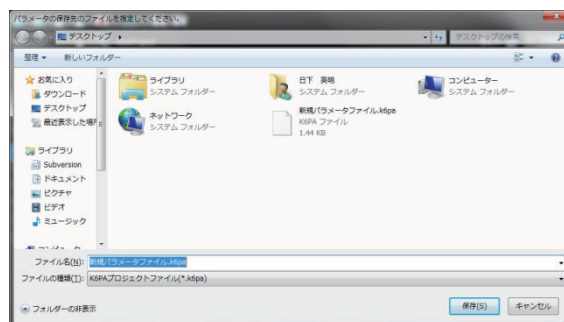 パラメータの保存先のファイルを指定してください。
デスクトップ
デスクトップの検索
整理 新しいフォルダー
お気に入り
ダウンロード
デスクトップ
最近表示した場所
ライブラリ
Subversion
ドキュメント
ピクチャ
ビデオ
ミュージック
ライブラリ
システム フォルダー
日下 英明
システム フォルダー
コンピューター
システム フォルダー
ネットワーク
システム フォルダー
新規パラメータファイル.k6pa
K6PA ファイル
1.44 KB
ファイル名(N): 新規パラメータファイル.k6pa
ファイルの種類(T): K6PAプロジェクトファイル(*.k6pa)
フォルダーの非表示
保存(S) キャンセル